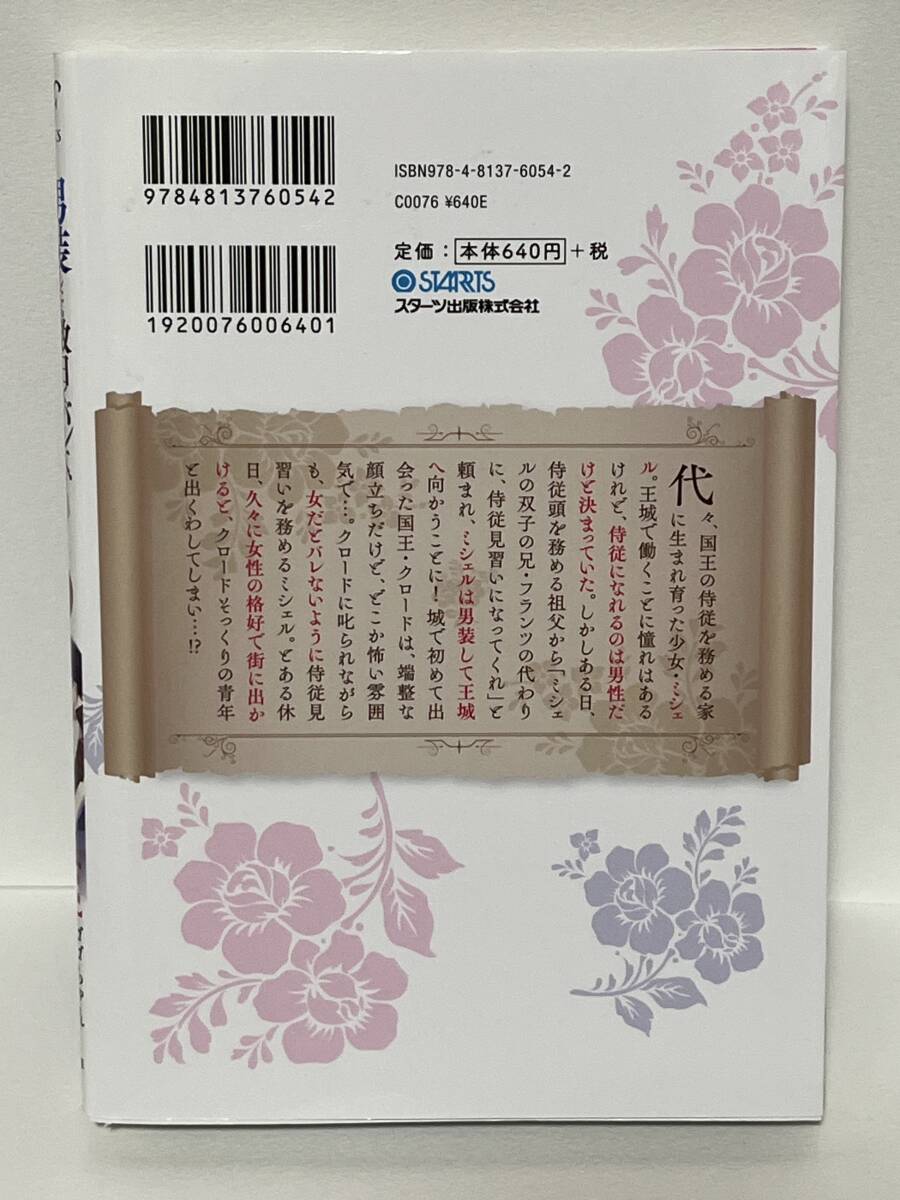 9784813760542
ISBN978-4-8137-6054-2
C0076 ¥640E
1920076006401
定価：本体640円＋税
STARTS
スターツ出版株式会社
代々、国王の侍従を務める家
に生まれ育った少女・ミシェ
ル。王城で働くことに憧れはある
けれど、侍従になれるのは男性だ
けと決まっていた。しかしある日、
侍従頭を務める祖父から「ミシェ
ルの双子の兄・フランツの代わり
に、侍従見習いになってくれ」と
頼まれ、ミシェルは男装して王城
へ向かうことに！城で初めて出
会った国王・クロードは、端整な
顔立ちだけど、どこか怖い雰囲
気で…。クロードに叱られながら
も、女だとバレないように侍従見
習いを務めるミシェル。とある休
日、久々に女性の格好で街に出か
けると、クロードそっくりの青年
と出くわしてしまい…!?
男装